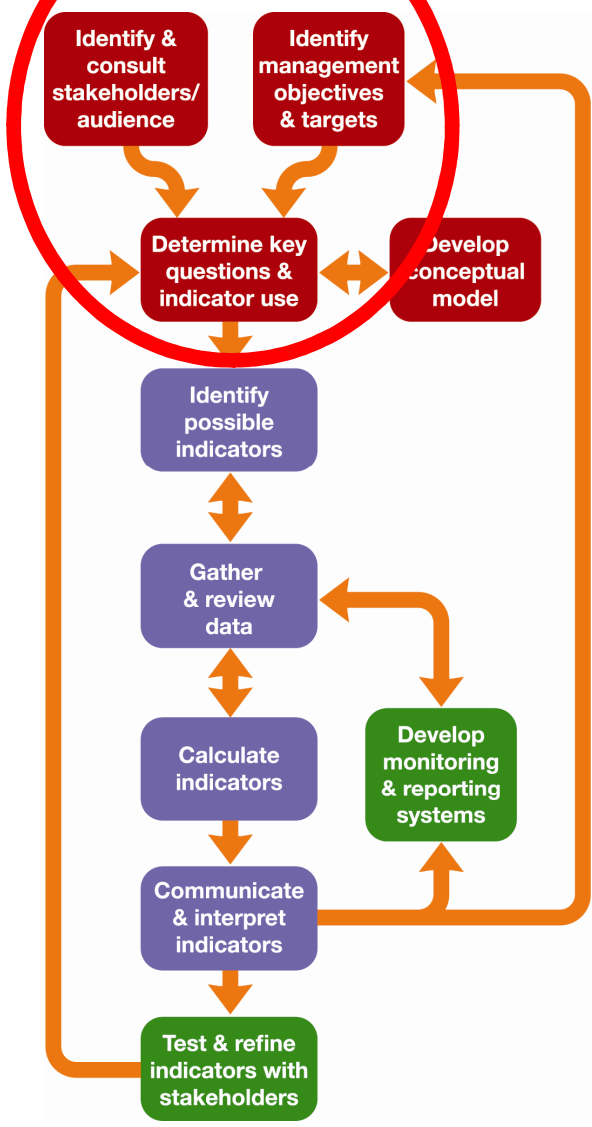 Identify &
consult
stakeholders/
audience
Identify
management
objectives
& targets
Determine key
questions &
indicator use
Develop
conceptual
model
Identify
possible
indicators
Gather
& review
data
Calculate
indicators
Develop
monitoring
& reporting
systems
Communicate
& interpret
indicators
Test & refine
indicators with
stakeholders